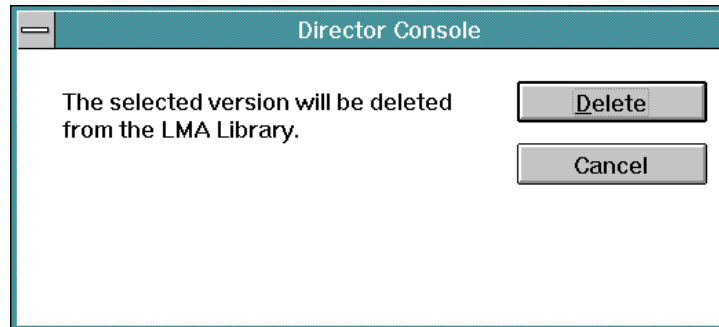 Director Console
The selected version will be deleted
from the LMA Library.
Delete
Cancel